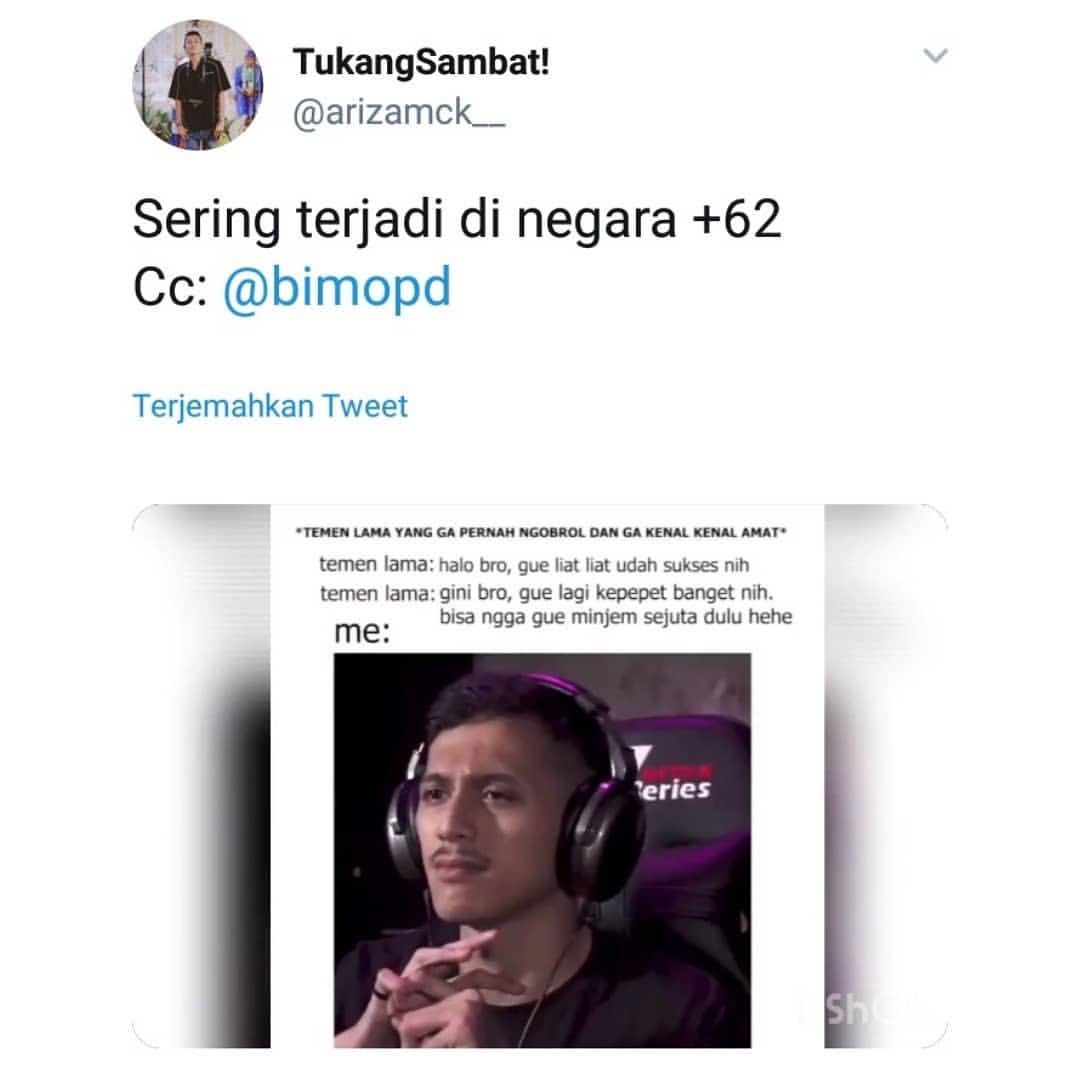 TukangSambat!
@arizamck__
Sering terjadi di negara +62
Cc: @bimopd
Terjemahkan Tweet
*TEMEN LAMA YANG GA PERNAH NGOBROL DAN GA KENAL KENAL AMAT*
temen lama: halo bro, gue liat liat udah sukses nih
temen lama: gini bro, gue lagi kepepet banget nih.
bisa ngga gue minjem sejuta dulu hehe
me: